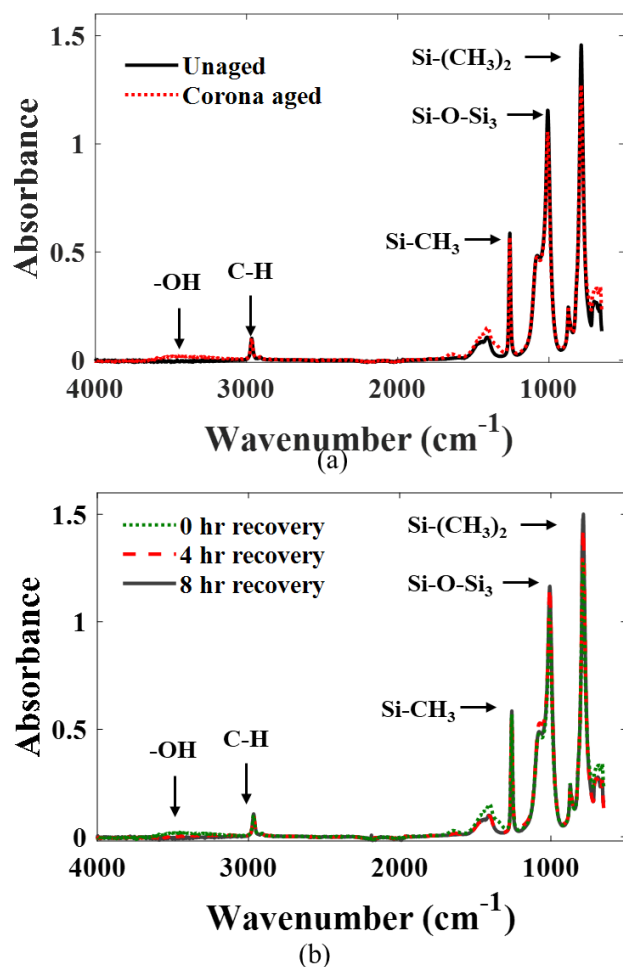 1.5
Si-(CH₃)₂
Unaged
Corona aged
Si-O-Si₃
1
Absorbance
Si-CH₃
0.5
C-H
-OH
0
4000 3000 2000 1000
Wavenumber (cm⁻¹)
(a)
1.5
0 hr recovery
Si-(CH₃)₂
4 hr recovery
8 hr recovery
Si-O-Si₃
1
Absorbance
Si-CH₃
0.5
C-H
-OH
0
4000 3000 2000 1000
Wavenumber (cm⁻¹)
(b)